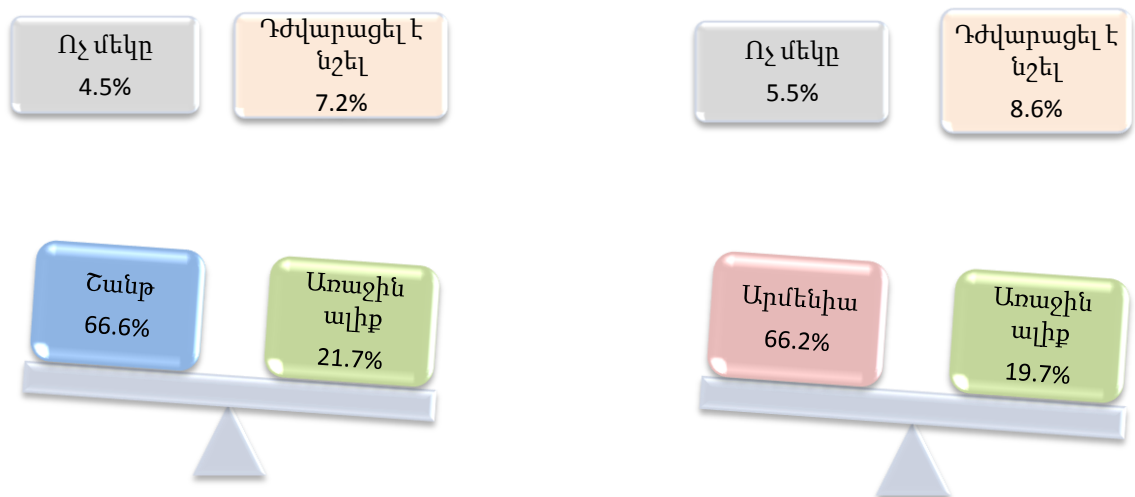 Ոչ մեկը
4.5%
Դժվարացել է
նշել
7.2%
Շանթ
66.6%
Առաջին
ալիք
21.7%
Ոչ մեկը
5.5%
Դժվարացել է
նշել
8.6%
Արմենիա
66.2%
Առաջին
ալիք
19.7%